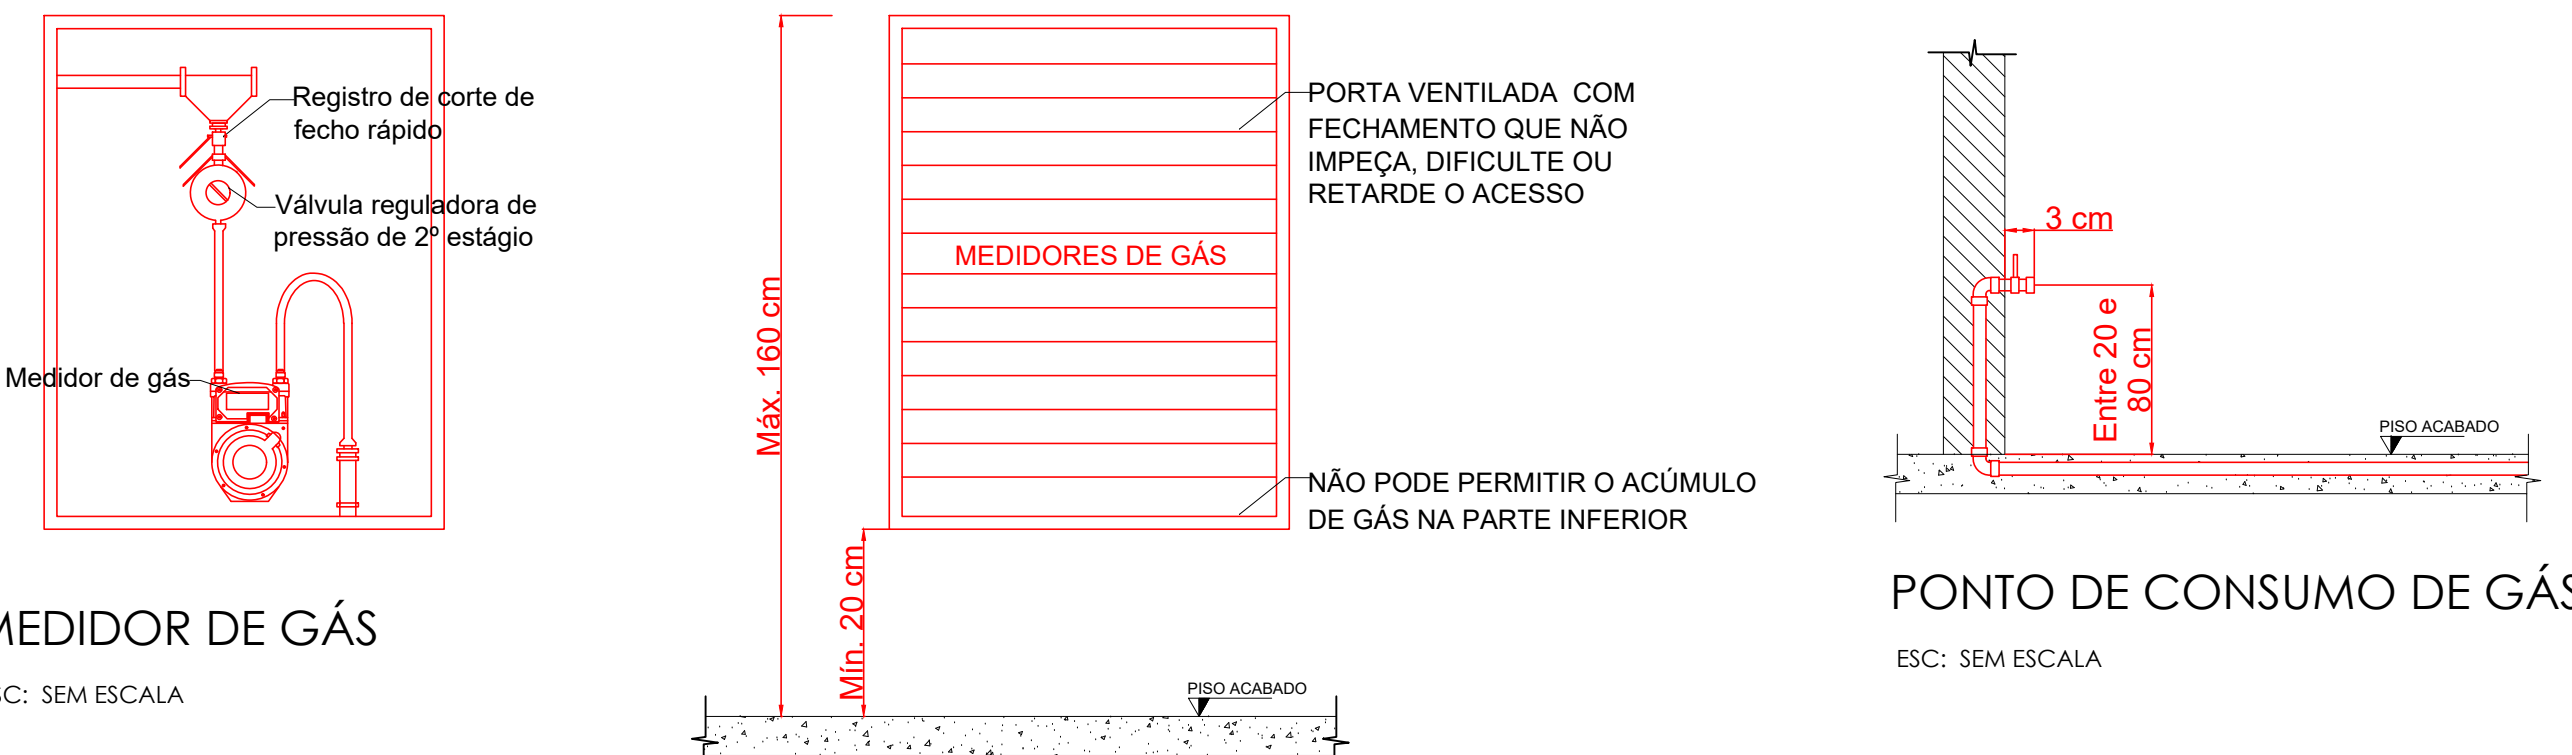 Registro de corte de
fecho rápido
Válvula reguladora de
pressão de 2º estágio
Medidor de gás
MEDIDOR DE GÁS
SC: SEM ESCALA
Máx. 160 cm
Mín. 20 cm
MEDIDORES DE GÁS
PORTA VENTILADA COM
FECHAMENTO QUE NÃO
IMPEÇA, DIFICULTE OU
RETARDE O ACESSO
NÃO PODE PERMITIR O ACÚMULO
DE GÁS NA PARTE INFERIOR
PISO ACABADO
3 cm
Entre 20 e
80 cm
PISO ACABADO
PONTO DE CONSUMO DE GÁS
ESC: SEM ESCALA